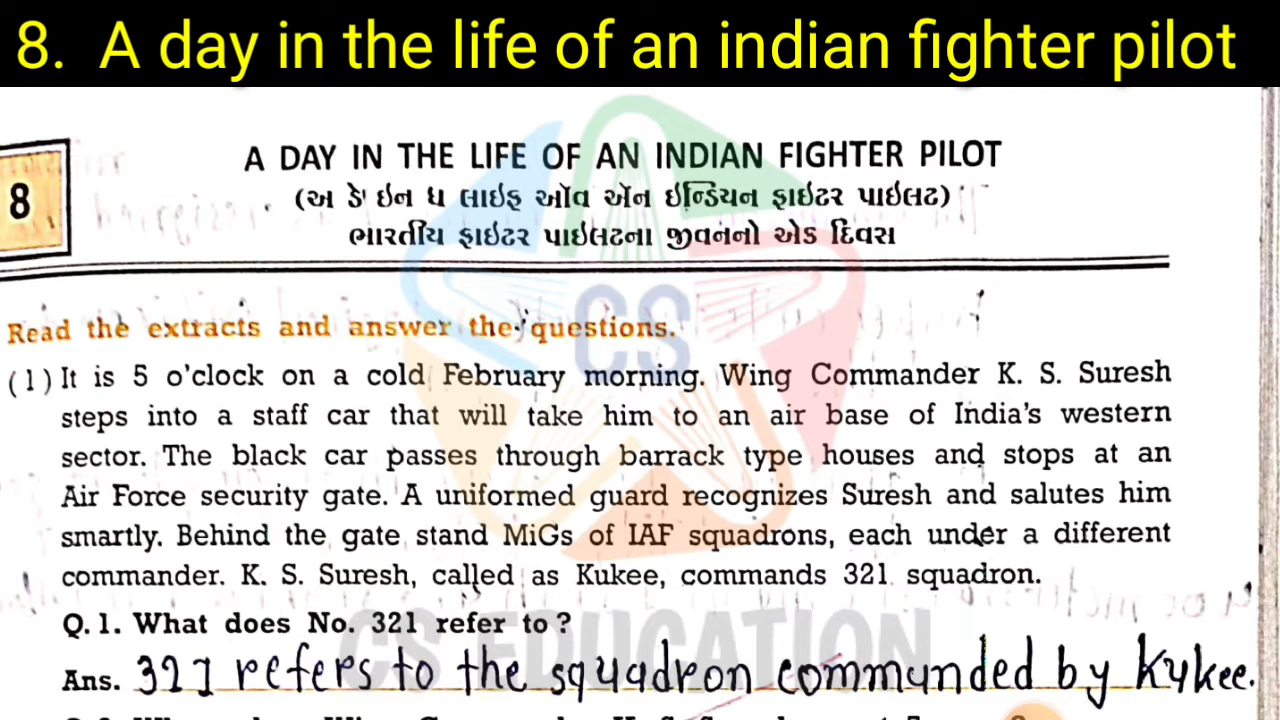 8. A day in the life of an indian fighter pilot
8
A DAY IN THE LIFE OF AN INDIAN FIGHTER PILOT
(અ ડે ઇન ધ લાઇફ ઑવ ઍન ઇન્ડિયન ફાઇટર પાઇલટ)
ભારતીય ફાઇટર પાઇલટના જીવનનો એક દિવસ
Read the extracts and answer the questions.
(1) It is 5 o'clock on a cold February morning. Wing Commander K. S. Suresh
steps into a staff car that will take him to an air base of India's western
sector. The black car passes through barrack type houses and stops at an
Air Force security gate. A uniformed guard recognizes Suresh and salutes him
smartly. Behind the gate stand MiGs of IAF squadrons, each under a different
commander. K. S. Suresh, called as Kukee, commands 321 squadron.
CS
CS EDUCATION
Q. 1. What does No. 321 refer to?
Ans. 321 refers to the squadron commanded by Kukee.